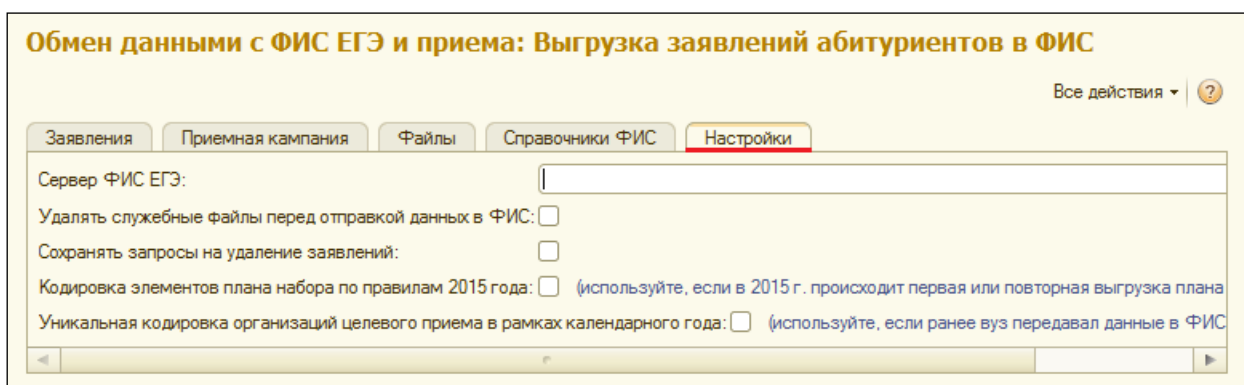 Обмен данными с ФИС ЕГЭ и приема: Выгрузка заявлений абитуриентов в ФИС
Все действия ?
Заявления Приемная кампания Файлы Справочники ФИС Настройки
Сервер ФИС ЕГЭ:
Удалять служебные файлы перед отправкой данных в ФИС:
Сохранять запросы на удаление заявлений:
Кодировка элементов плана набора по правилам 2015 года: (используйте, если в 2015 г. происходит первая или повторная выгрузка плана
Уникальная кодировка организаций целевого приема в рамках календарного года: (используйте, если ранее вуз передавал данные в ФИС